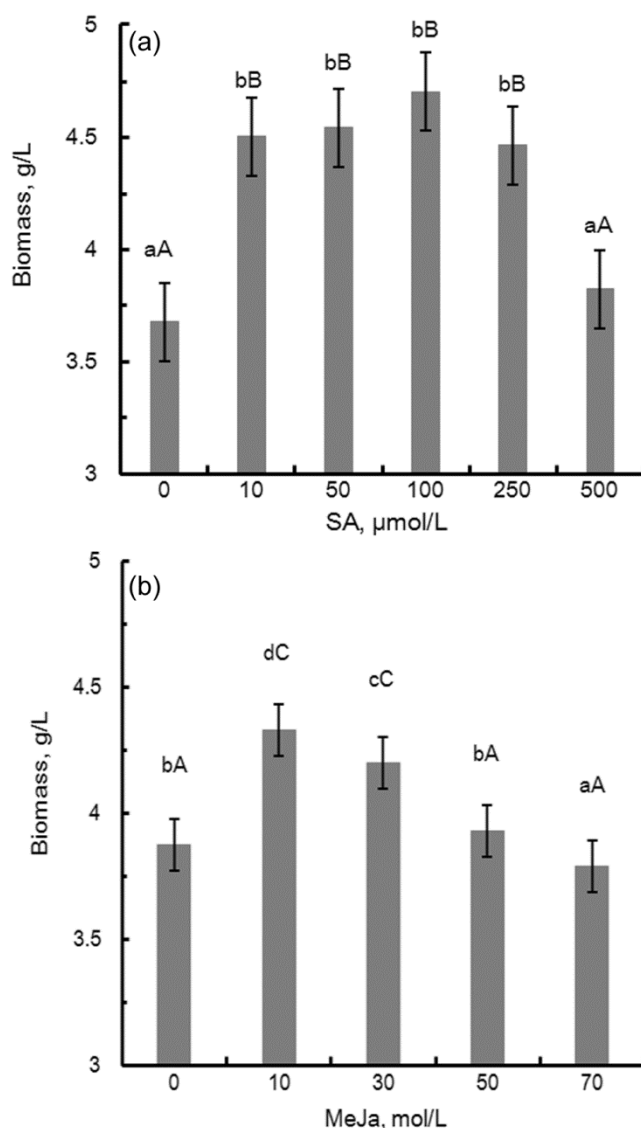 (a)
Biomass, g/L
5
4.5
4
3.5
3
aA
bB
bB
bB
bB
aA
0 10 50 100 250 500
SA, µmol/L
(b)
Biomass, g/L
5
4.5
4
3.5
3
bA
dC
cC
bA
aA
0 10 30 50 70
MeJa, mol/L